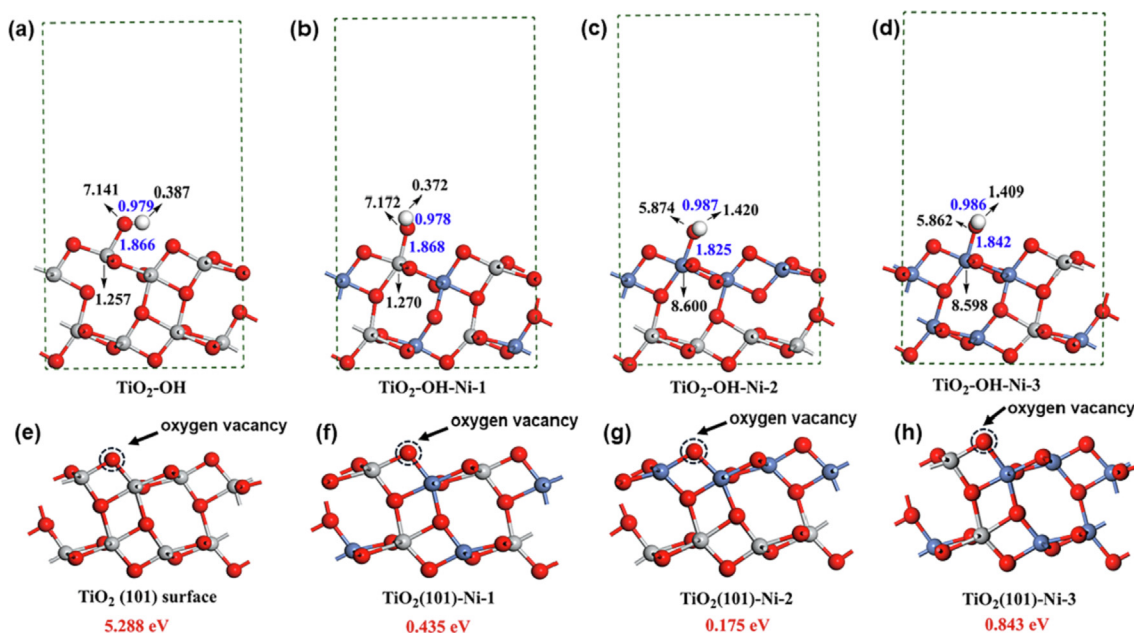 (a)
(b)
(c)
(d)
7.141
0.979
0.387
1.866
1.257
0.372
7.172
0.978
1.868
1.270
5.874
0.987
1.420
1.825
8.600
0.986
1.409
5.862
1.842
8.598
TiO₂-OH
TiO₂-OH-Ni-1
TiO₂-OH-Ni-2
TiO₂-OH-Ni-3
(e)
oxygen vacancy
(f)
oxygen vacancy
(g)
oxygen vacancy
(h)
oxygen vacancy
TiO₂ (101) surface
TiO₂(101)-Ni-1
TiO₂(101)-Ni-2
TiO₂(101)-Ni-3
5.288 eV
0.435 eV
0.175 eV
0.843 eV